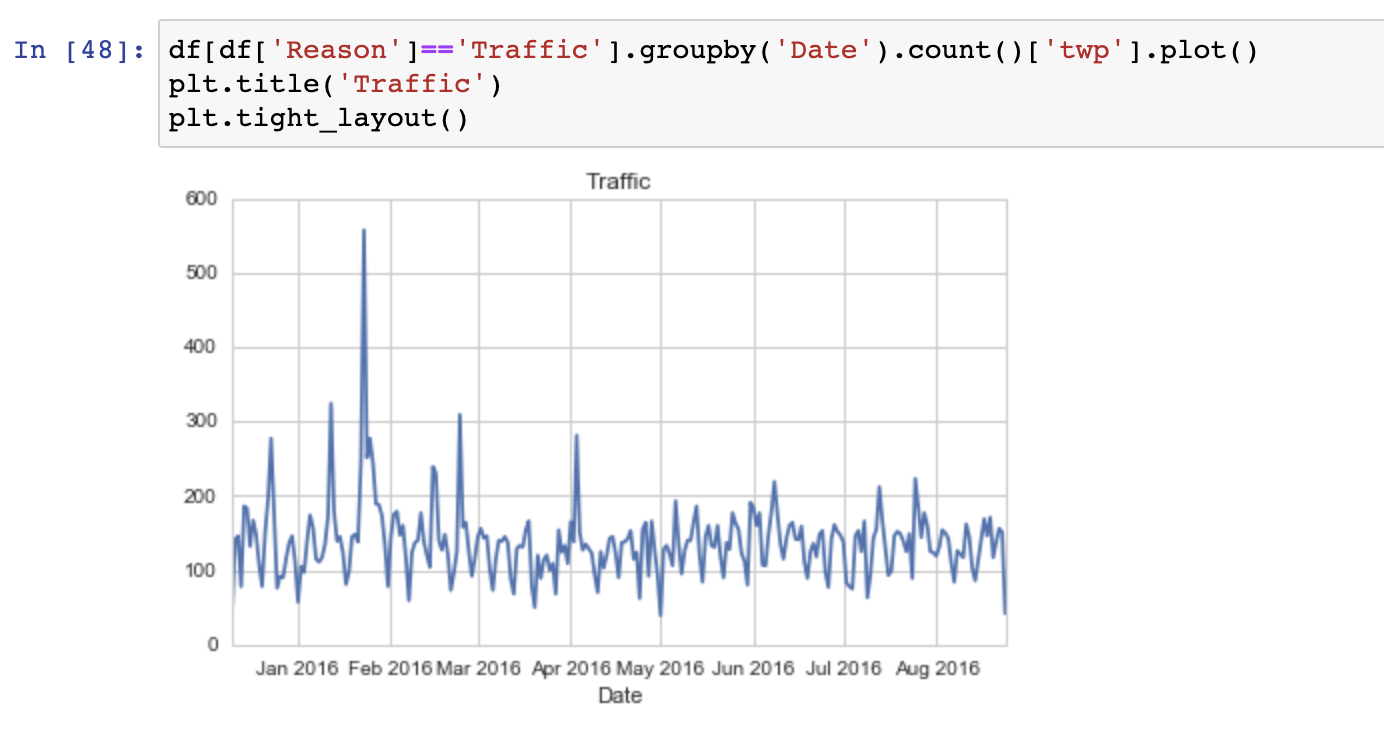 In [48]: df[df['Reason']=='Traffic'].groupby('Date').count()['twp'].plot()
plt.title('Traffic')
plt.tight_layout()
Traffic
600
500
400
300
200
100
0
Jan 2016 Feb 2016 Mar 2016 Apr 2016 May 2016 Jun 2016 Jul 2016 Aug 2016
Date